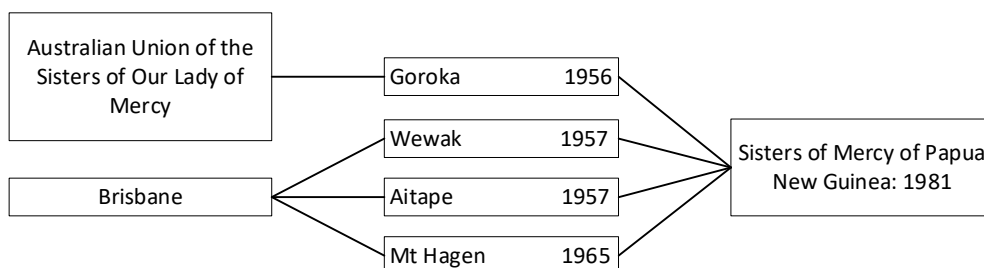 Australian Union of the
Sisters of Our Lady of
Mercy
Goroka 1956
Wewak 1957
Brisbane
Aitape 1957
Mt Hagen 1965
Sisters of Mercy of Papua
New Guinea: 1981